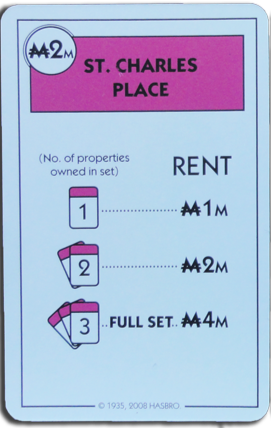 ₩2M
ST. CHARLES
PLACE
(No. of properties
owned in set)
RENT
1 ₩1M
2 ₩2M
3 FULL SET ₩4M
© 1935, 2008 HASBRO